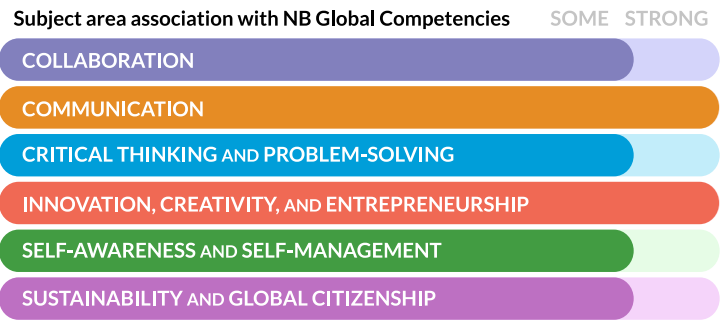 Subject area association with NB Global Competencies SOME STRONG
COLLABORATION
COMMUNICATION
CRITICAL THINKING AND PROBLEM-SOLVING
INNOVATION, CREATIVITY, AND ENTREPRENEURSHIP
SELF-AWARENESS AND SELF-MANAGEMENT
SUSTAINABILITY AND GLOBAL CITIZENSHIP